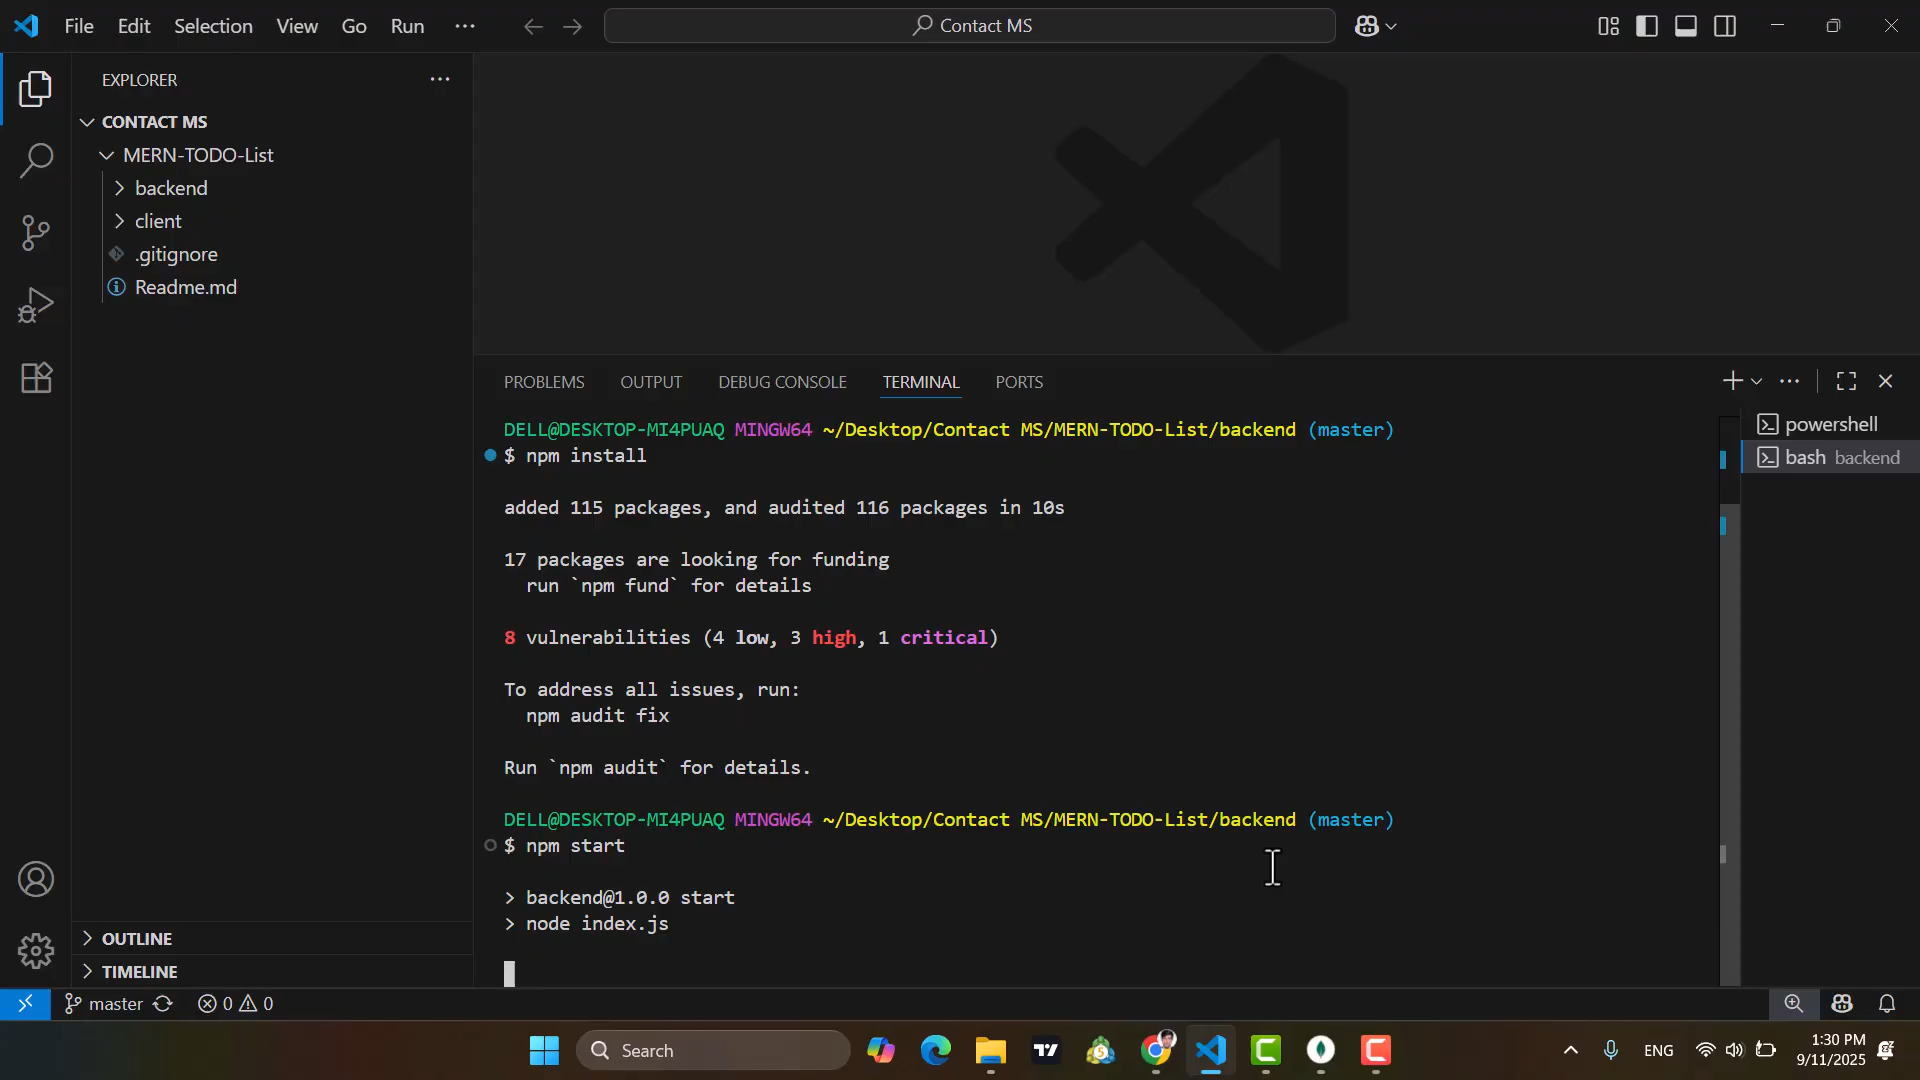 File Edit Selection View Go Run ···
Contact MS
EXPLORER
CONTACT MS
MERN-TODO-List
backend
client
.gitignore
Readme.md
OUTLINE
TIMELINE
PROBLEMS OUTPUT DEBUG CONSOLE TERMINAL PORTS
powershell
bash backend
DELL@DESKTOP-MI4PUAQ MINGW64 ~/Desktop/Contact MS/MERN-TODO-List/backend (master)
$ npm install
added 115 packages, and audited 116 packages in 10s
17 packages are looking for funding
run `npm fund` for details
8 vulnerabilities (4 low, 3 high, 1 critical)
To address all issues, run:
npm audit fix
Run `npm audit` for details.
DELL@DESKTOP-MI4PUAQ MINGW64 ~/Desktop/Contact MS/MERN-TODO-List/backend (master)
$ npm start
> backend@1.0.0 start
> node index.js
master 0 0
Search
ENG
1:30 PM
9/11/2025